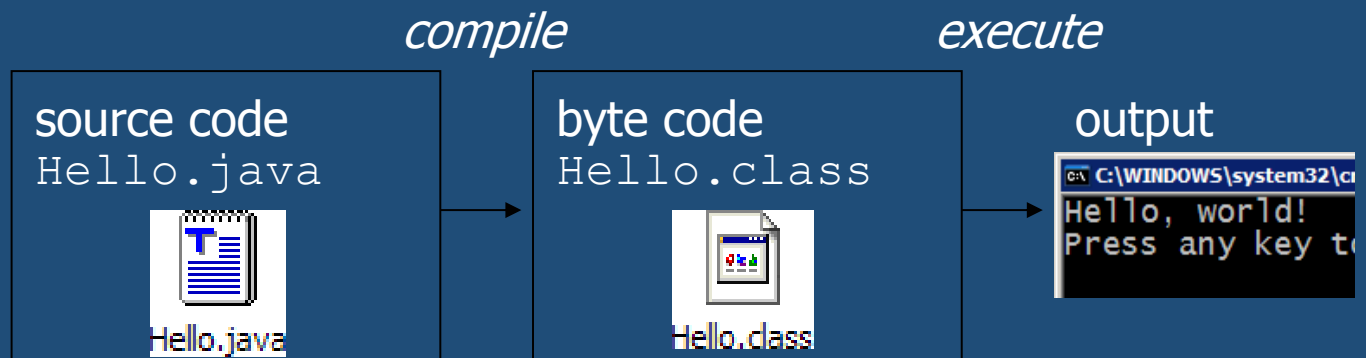 compile
execute
source code
Hello.java
Hello.java
byte code
Hello.class
Hello.class
output
C:\WINDOWS\system32\c
Hello, world!
Press any key t